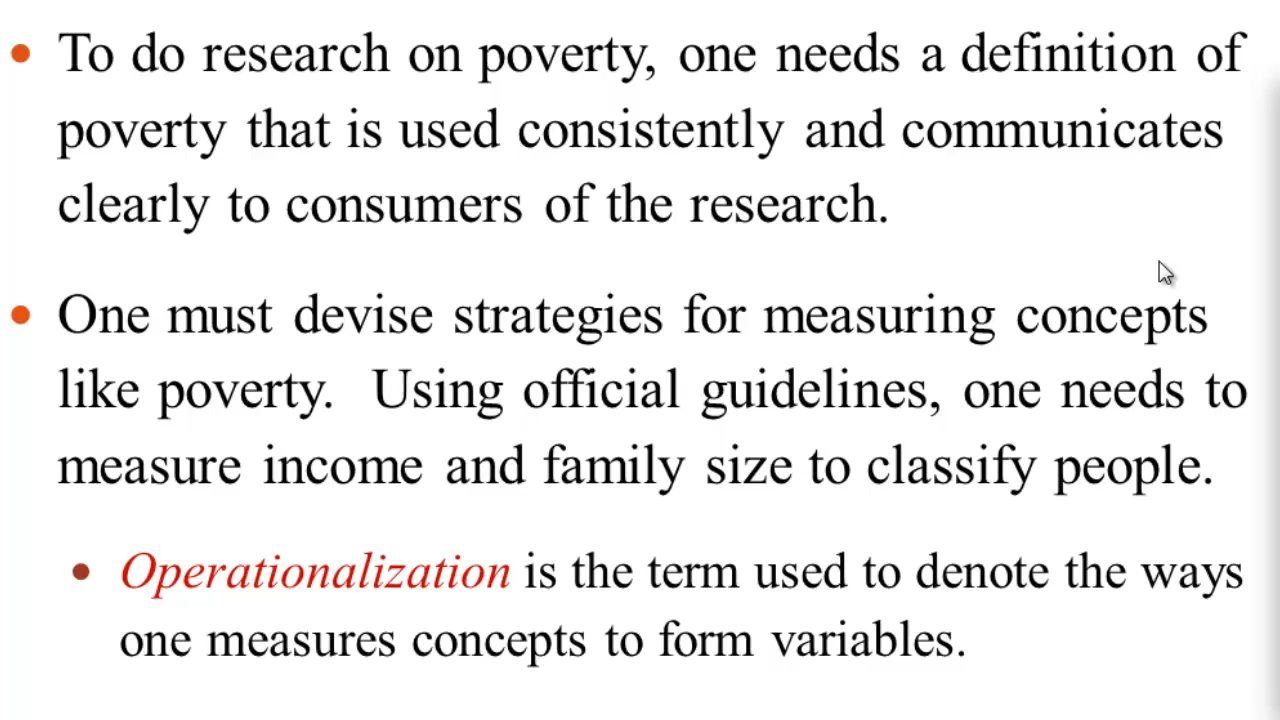 • To do research on poverty, one needs a definition of
poverty that is used consistently and communicates
clearly to consumers of the research.
• One must devise strategies for measuring concepts
like poverty. Using official guidelines, one needs to
measure income and family size to classify people.
• Operationalization is the term used to denote the ways
one measures concepts to form variables.